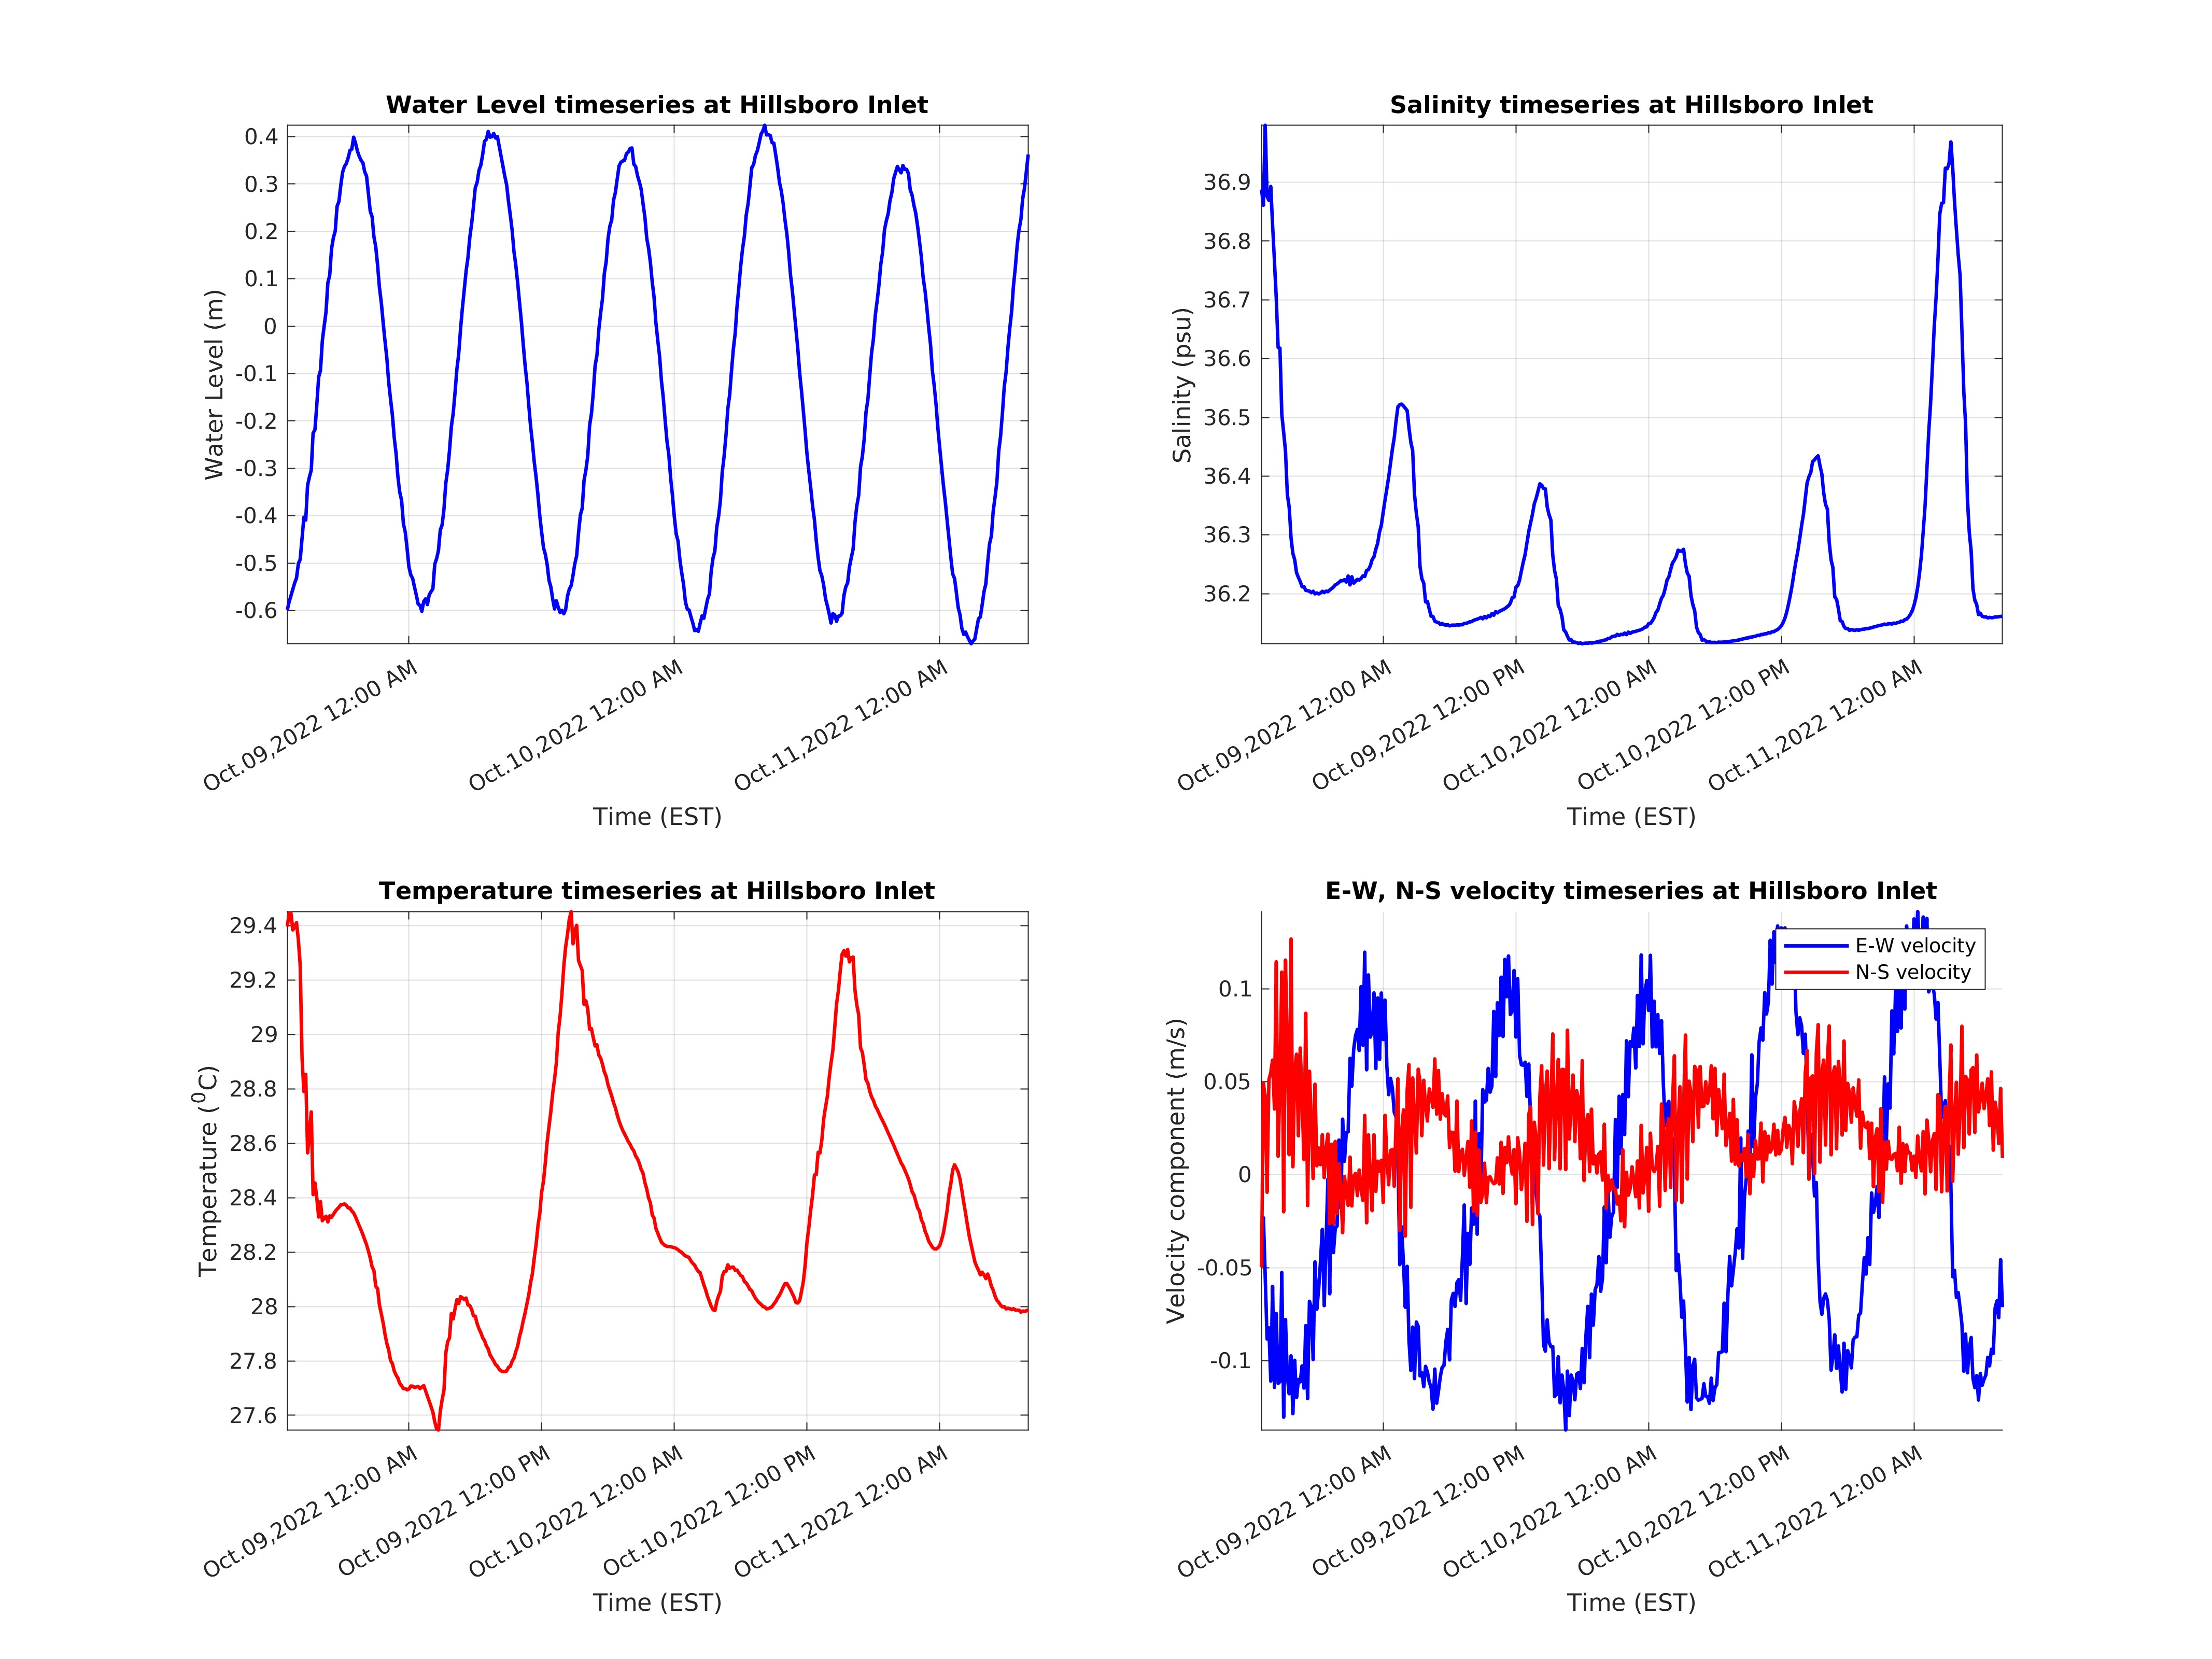 Water Level timeseries at Hillsboro Inlet
Water Level (m)
0.4
0.3
0.2
0.1
0
-0.1
-0.2
-0.3
-0.4
-0.5
-0.6
Oct.09,2022 12:00 AM
Oct.10,2022 12:00 AM
Oct.11,2022 12:00 AM
Time (EST)
Salinity timeseries at Hillsboro Inlet
Salinity (psu)
36.9
36.8
36.7
36.6
36.5
36.4
36.3
36.2
Oct.09,2022 12:00 AM
Oct.09,2022 12:00 PM
Oct.10,2022 12:00 AM
Oct.10,2022 12:00 PM
Oct.11,2022 12:00 AM
Time (EST)
Temperature timeseries at Hillsboro Inlet
Temperature (⁰C)
29.4
29.2
29
28.8
28.6
28.4
28.2
28
27.8
27.6
Oct.09,2022 12:00 AM
Oct.09,2022 12:00 PM
Oct.10,2022 12:00 AM
Oct.10,2022 12:00 PM
Oct.11,2022 12:00 AM
Time (EST)
E-W, N-S velocity timeseries at Hillsboro Inlet
E-W velocity
N-S velocity
Velocity component (m/s)
0.1
0.05
0
-0.05
-0.1
Oct.09,2022 12:00 AM
Oct.09,2022 12:00 PM
Oct.10,2022 12:00 AM
Oct.10,2022 12:00 PM
Oct.11,2022 12:00 AM
Time (EST)